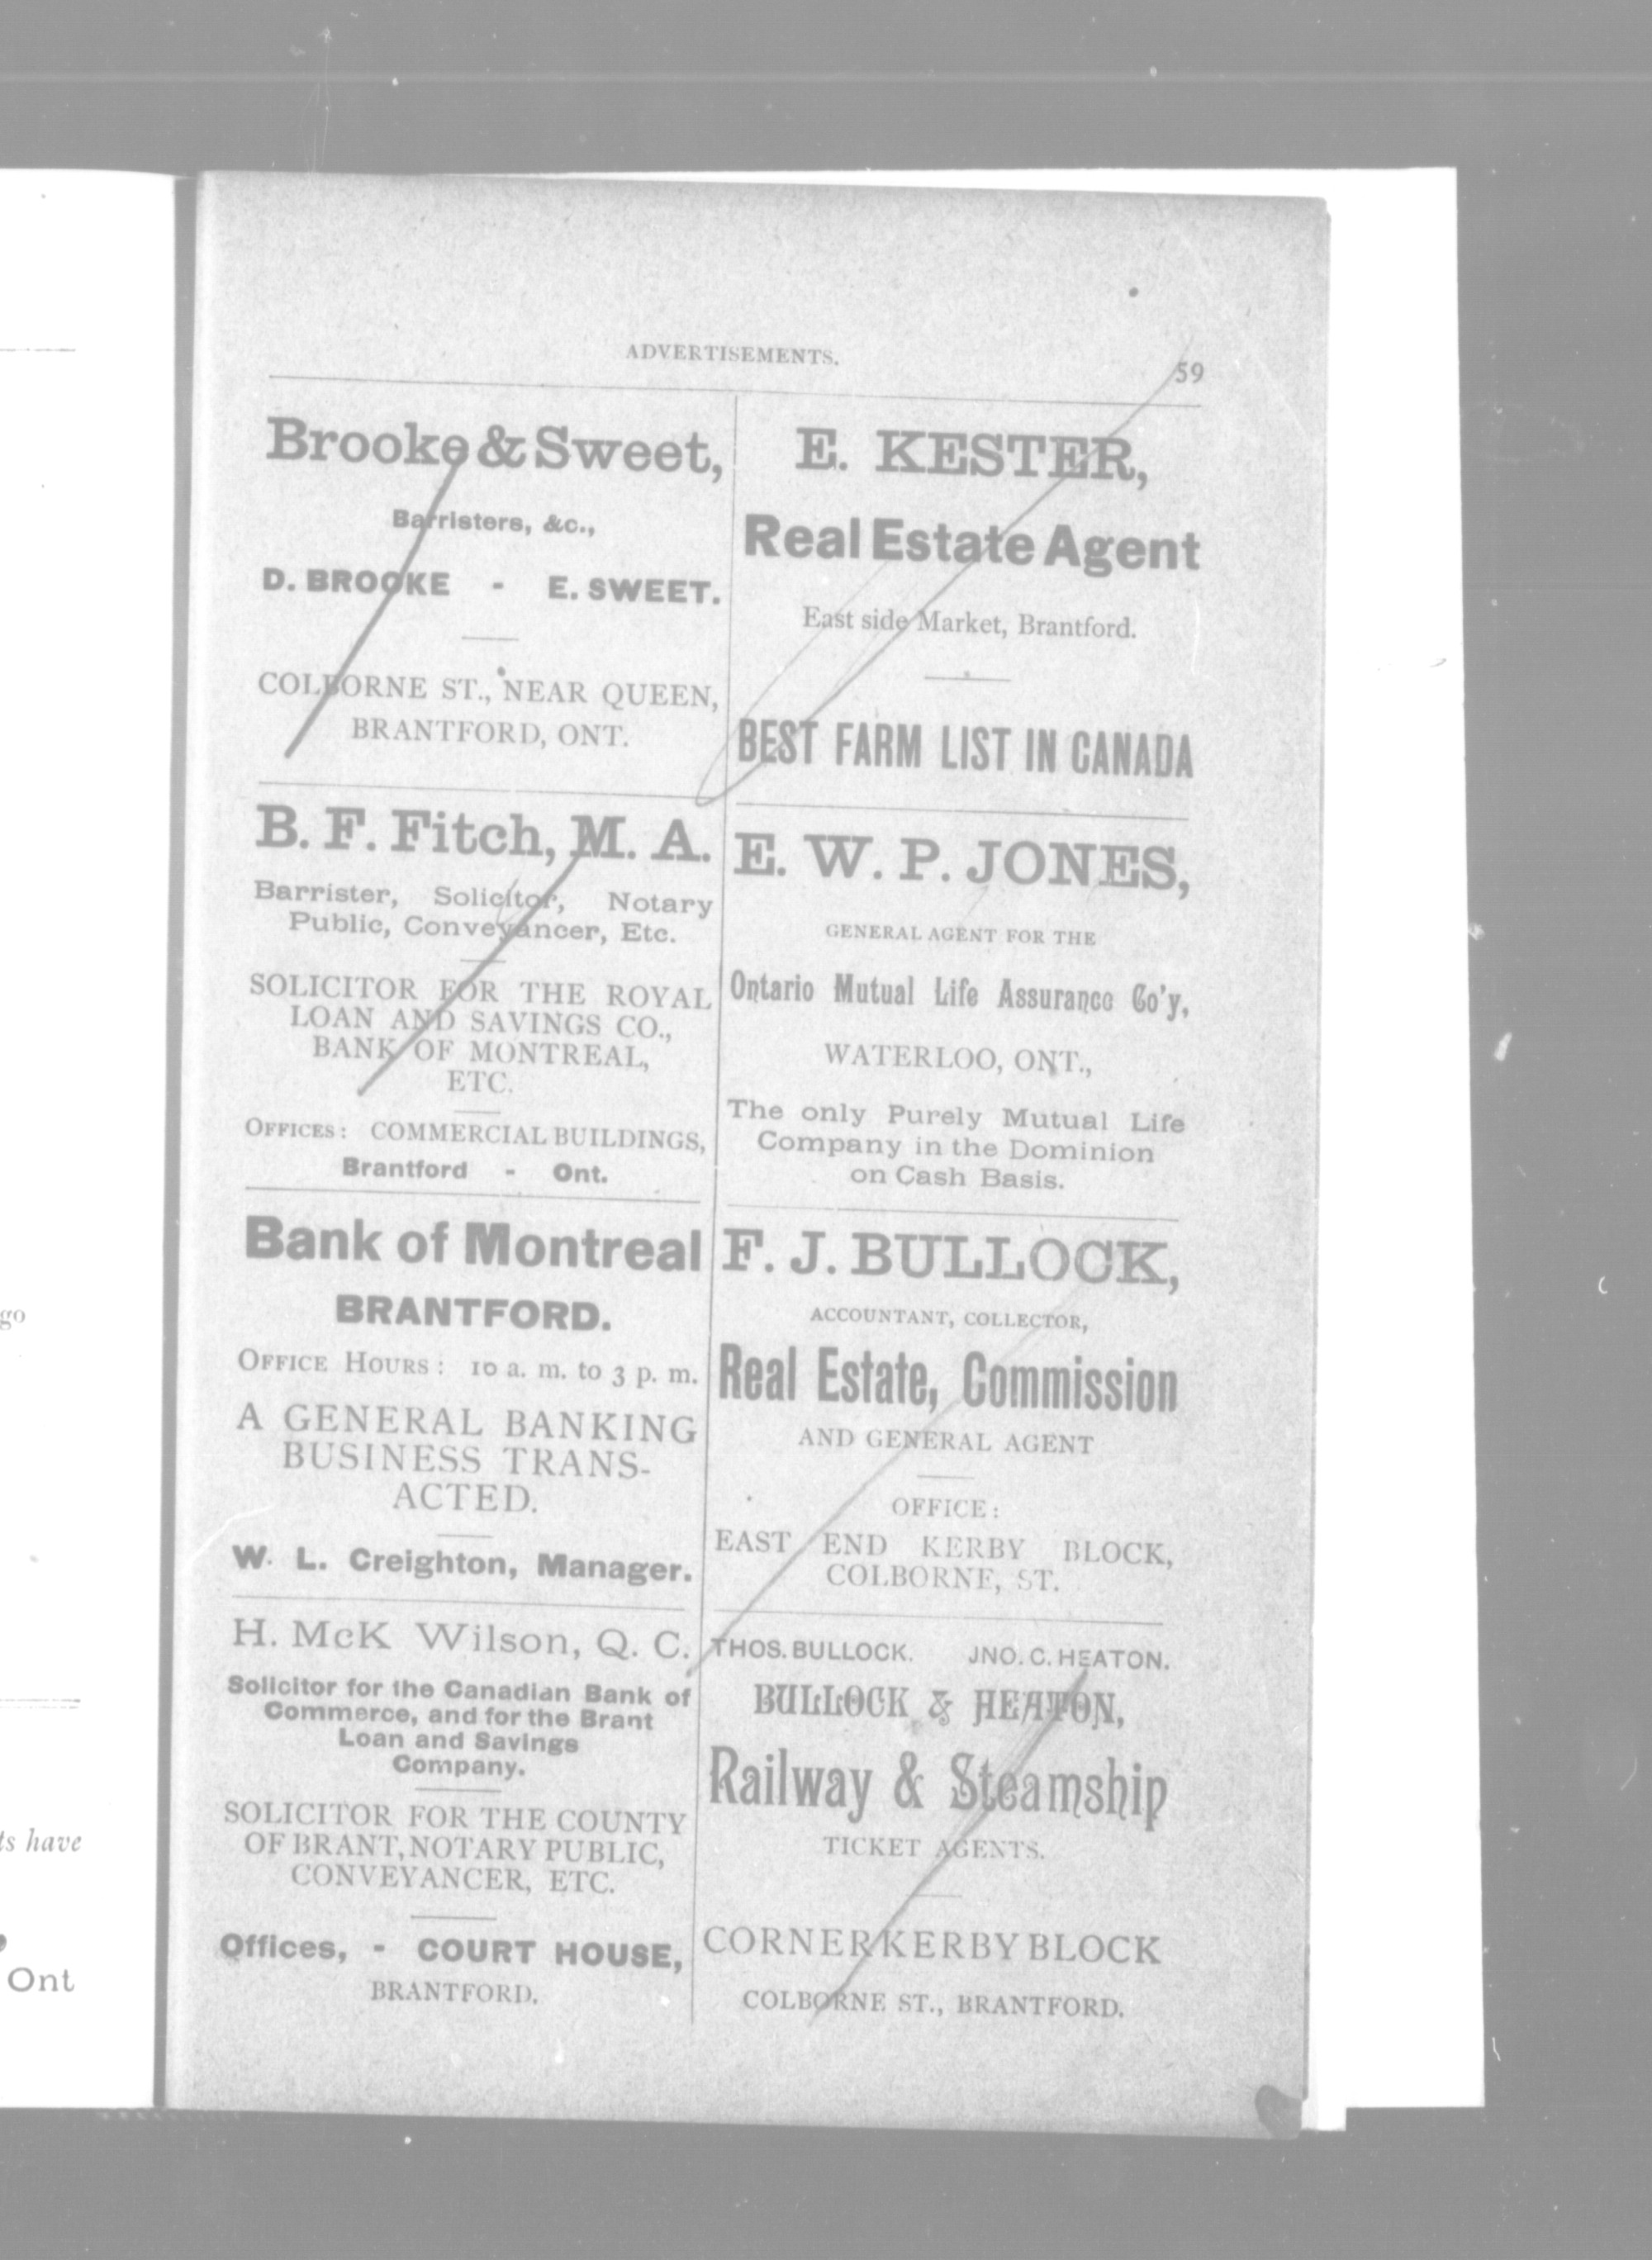 ADVERTISEMENTS.
59
Brooke & Sweet,
Barristers, &c.,
D. BROOKE - E. SWEET.
COLBORNE ST., NEAR QUEEN,
BRANTFORD, ONT.
B. F. Fitch, M. A.
Barrister, Solicitor, Notary
Public, Conveyancer, Etc.
SOLICITOR FOR THE ROYAL
LOAN AND SAVINGS CO.,
BANK OF MONTREAL,
ETC.
OFFICES: COMMERCIAL BUILDINGS,
Brantford - Ont.
Bank of Montreal
BRANTFORD.
OFFICE HOURS: 10 a. m. to 3 p. m.
A GENERAL BANKING
BUSINESS TRANS-
ACTED.
W. L. Creighton, Manager.
H. McK Wilson, Q. C.
Solicitor for the Canadian Bank of
Commerce, and for the Brant
Loan and Savings
Company.
SOLICITOR FOR THE COUNTY
OF BRANT, NOTARY PUBLIC,
CONVEYANCER, ETC.
Offices, - COURT HOUSE,
BRANTFORD.
E. KESTER,
Real Estate Agent
East side Market, Brantford.
BEST FARM LIST IN CANADA
E. W. P. JONES,
GENERAL AGENT FOR THE
Ontario Mutual Life Assurance Co'y,
WATERLOO, ONT.,
The only Purely Mutual Life
Company in the Dominion
on Cash Basis.
F. J. BULLOCK,
ACCOUNTANT, COLLECTOR,
Real Estate, Commission
AND GENERAL AGENT
OFFICE:
EAST END KERBY BLOCK,
COLBORNE, ST.
THOS. BULLOCK. JNO. C. HEATON.
BULLOCK & HEATON,
Railway & Steamship
TICKET AGENTS.
CORNER KERBY BLOCK
COLBORNE ST., BRANTFORD.
go
ts have
Ont